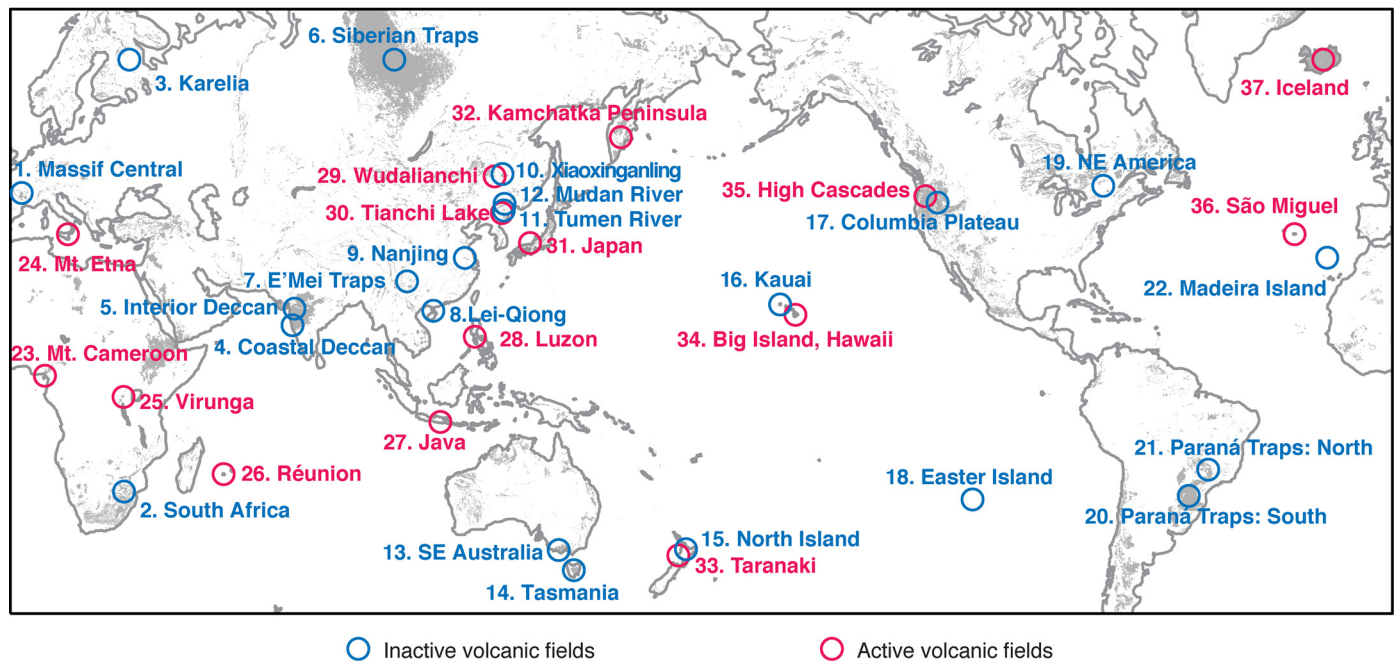 6. Siberian Traps
3. Karelia
37. Iceland
32. Kamchatka Peninsula
1. Massif Central
10. Xiaoxinganling
29. Wudalianchi
19. NE America
12. Mudan River
35. High Cascades
36. São Miguel
30. Tianchi Lake
11. Tumen River
17. Columbia Plateau
31. Japan
9. Nanjing
24. Mt. Etna
7. E'Mei Traps
16. Kauai
22. Madeira Island
5. Interior Deccan
8.Lei-Qiong
4. Coastal Deccan
28. Luzon
34. Big Island, Hawaii
23. Mt. Cameroon
25. Virunga
27. Java
21. Paraná Traps: North
26. Réunion
18. Easter Island
2. South Africa
20. Paraná Traps: South
15. North Island
13. SE Australia
33. Taranaki
14. Tasmania
Inactive volcanic fields
Active volcanic fields